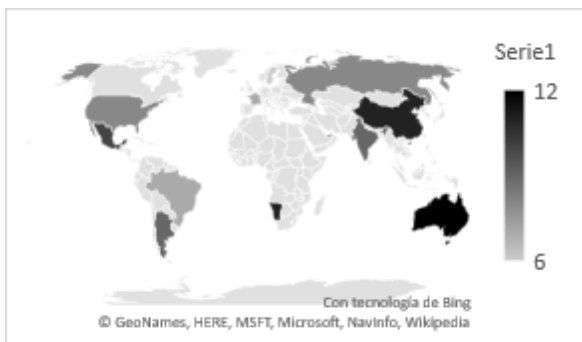 Serie1
12
6
Con tecnología de Bing
© GeoNames, HERE, MSFT, Microsoft, NavInfo, Wikipedia